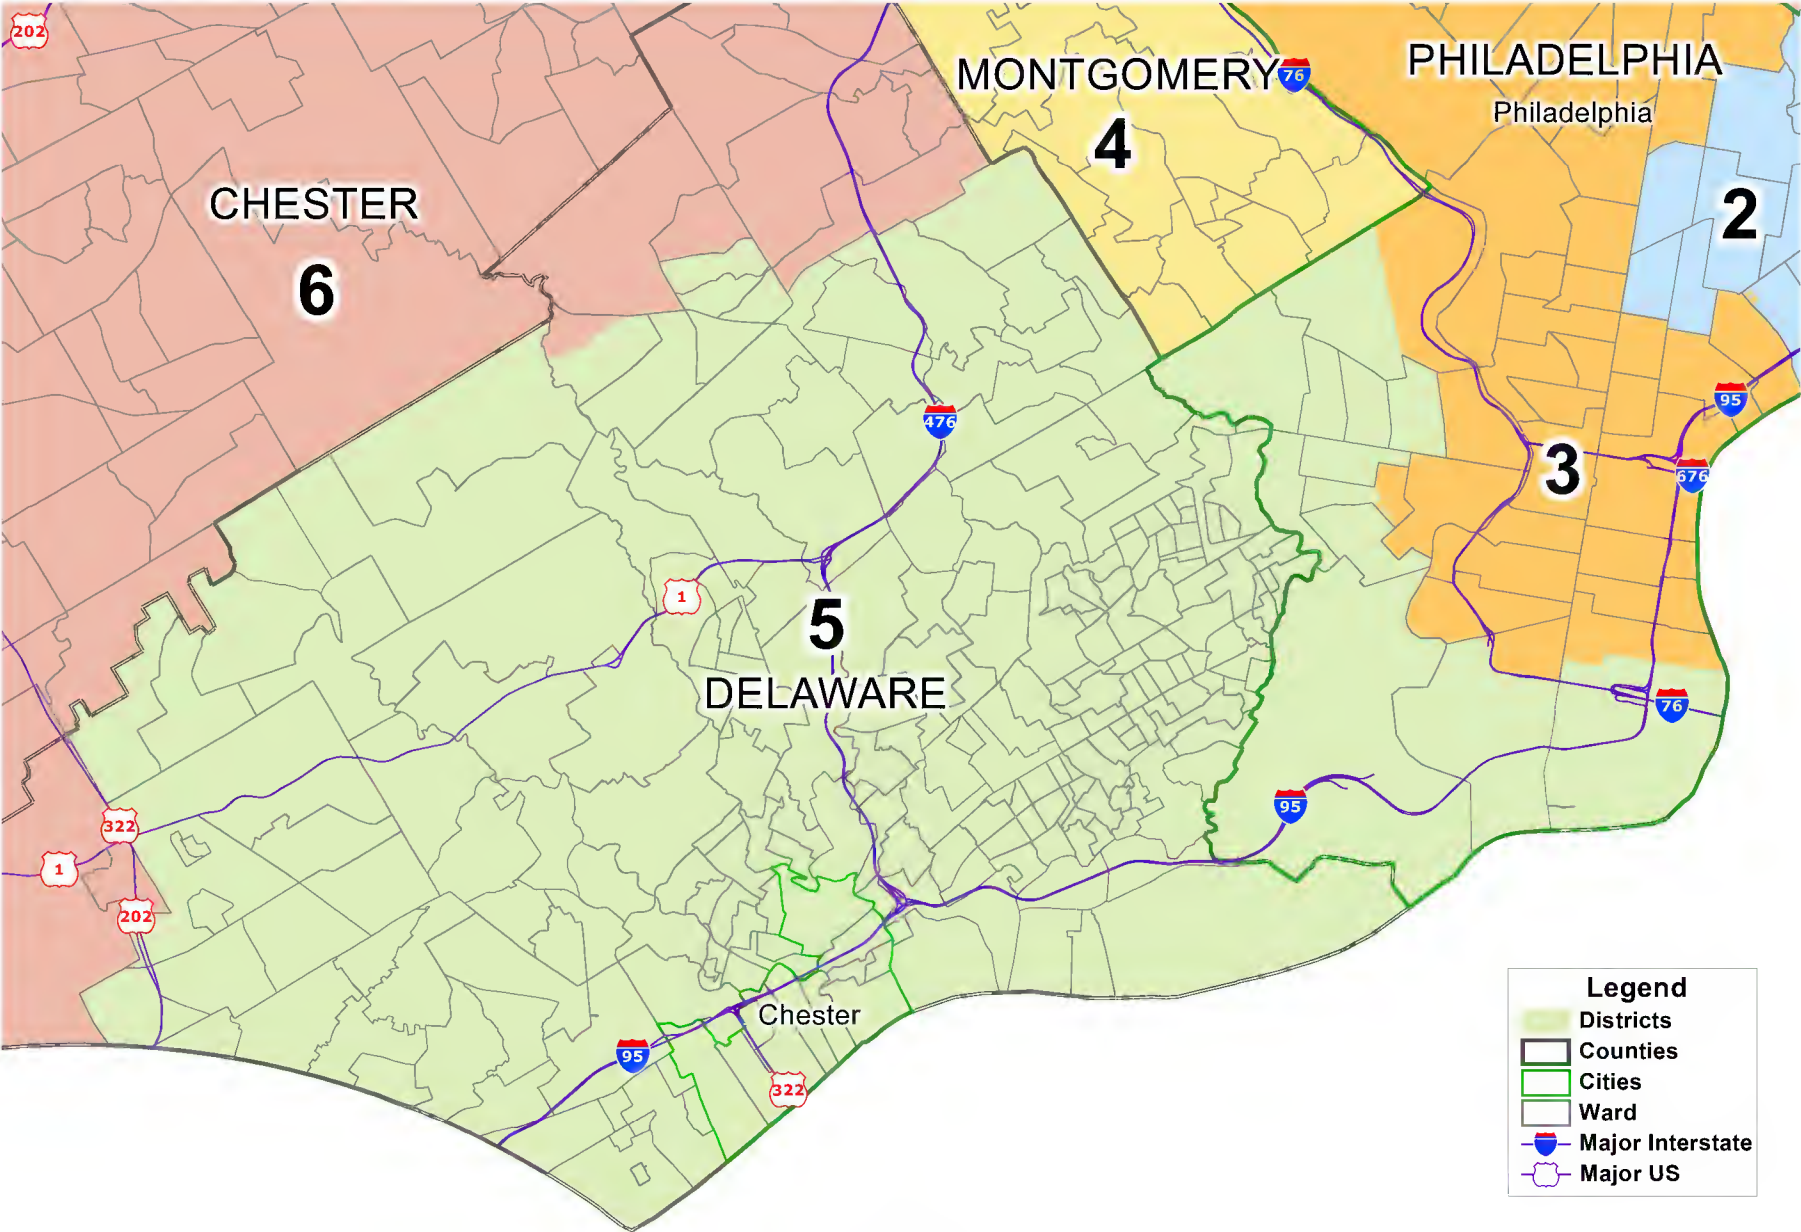 202
MONTGOMERY
76
PHILADELPHIA
Philadelphia
4
CHESTER
2
6
95
476
3
676
1
5
DELAWARE
76
95
322
1
202
Chester
95
322
Legend
Districts
Counties
Cities
Ward
Major Interstate
Major US